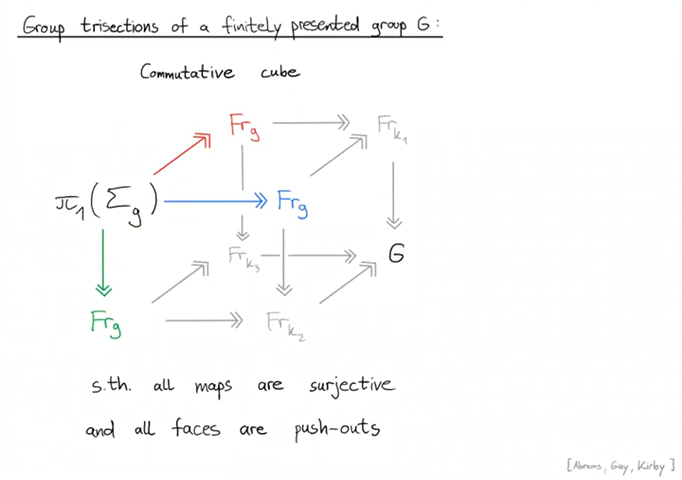 Group trisections of a finitely presented group G:
Commutative cube
Fr_g Fr_{k_1}
π_1(Σ_g) Fr_g
Fr_{k_3} G
Fr_g Fr_{k_2}
s.th. all maps are surjective
and all faces are push-outs
[Abrams, Gay, Kirby]